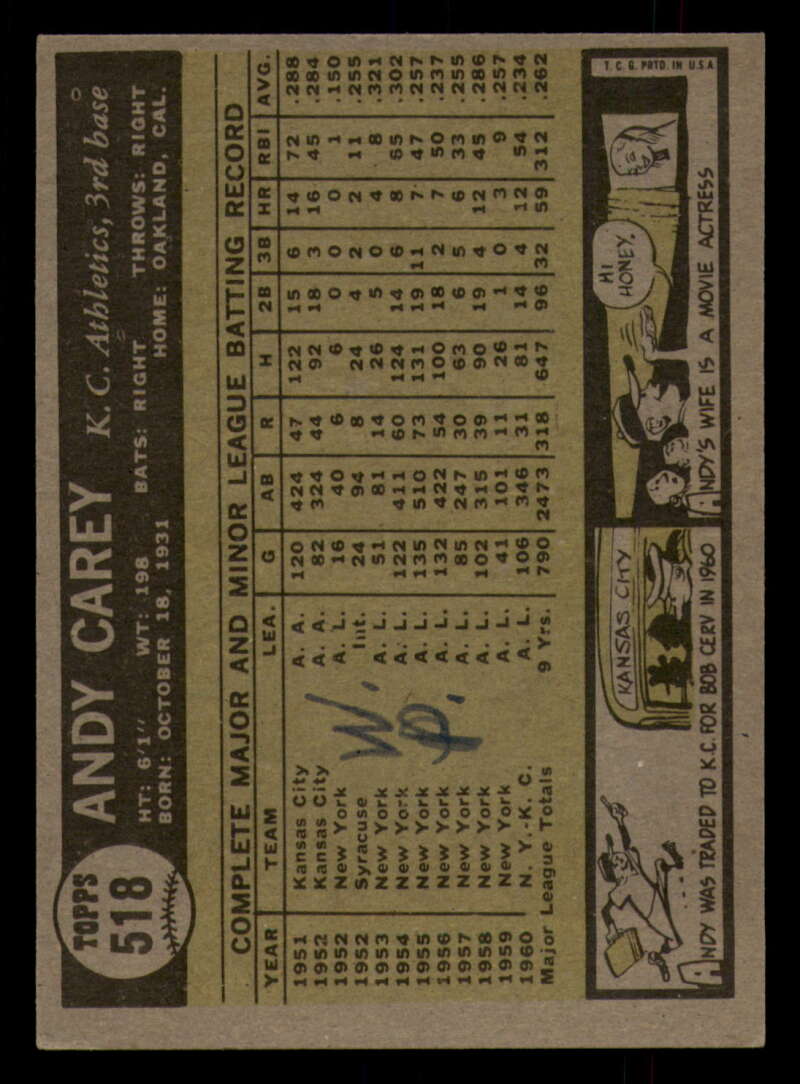 TOPPS
518
ANDY CAREY K. C. Athletics, 3rd base
HT: 6'1" WT: 198 BATS: RIGHT THROWS: RIGHT
BORN: OCTOBER 18, 1931 HOME: OAKLAND, CAL.
COMPLETE MAJOR AND MINOR LEAGUE BATTING RECORD
YEAR TEAM LEA. G AB R H 2B 3B HR RBI AVG.
1951 Kansas City A. A. 120 424 47 122 15 6 14 72 .288
1952 Kansas City A. A. 82 324 44 92 18 3 16 45 .284
1952 New York A. L. 16 40 6 6 0 0 0 1 .150
1952 Syracuse Int. 24 94 8 24 4 2 2 11 .255
1953 New York A. L. 51 81 14 26 5 0 4 8 .321
1954 New York A. L. 122 411 60 124 14 6 8 65 .302
1955 New York A. L. 135 510 73 131 19 11 7 47 .257
1956 New York A. L. 132 422 54 100 18 2 7 50 .237
1957 New York A. L. 85 247 30 63 6 5 6 33 .255
1958 New York A. L. 102 315 39 90 19 4 12 45 .286
1959 New York A. L. 41 101 11 26 1 0 3 9 .257
1960 N. Y.-K. C. A. L. 106 346 31 81 14 4 12 54 .234
Major League Totals 9 Yrs. 790 2473 318 647 96 32 59 312 .262
W.
P.
KANSAS CITY
ANDY WAS TRADED TO K.C. FOR BOB CERV IN 1960
HI
HONEY.
ANDY'S WIFE IS A MOVIE ACTRESS
T. C. G. PRTD. IN U.S.A